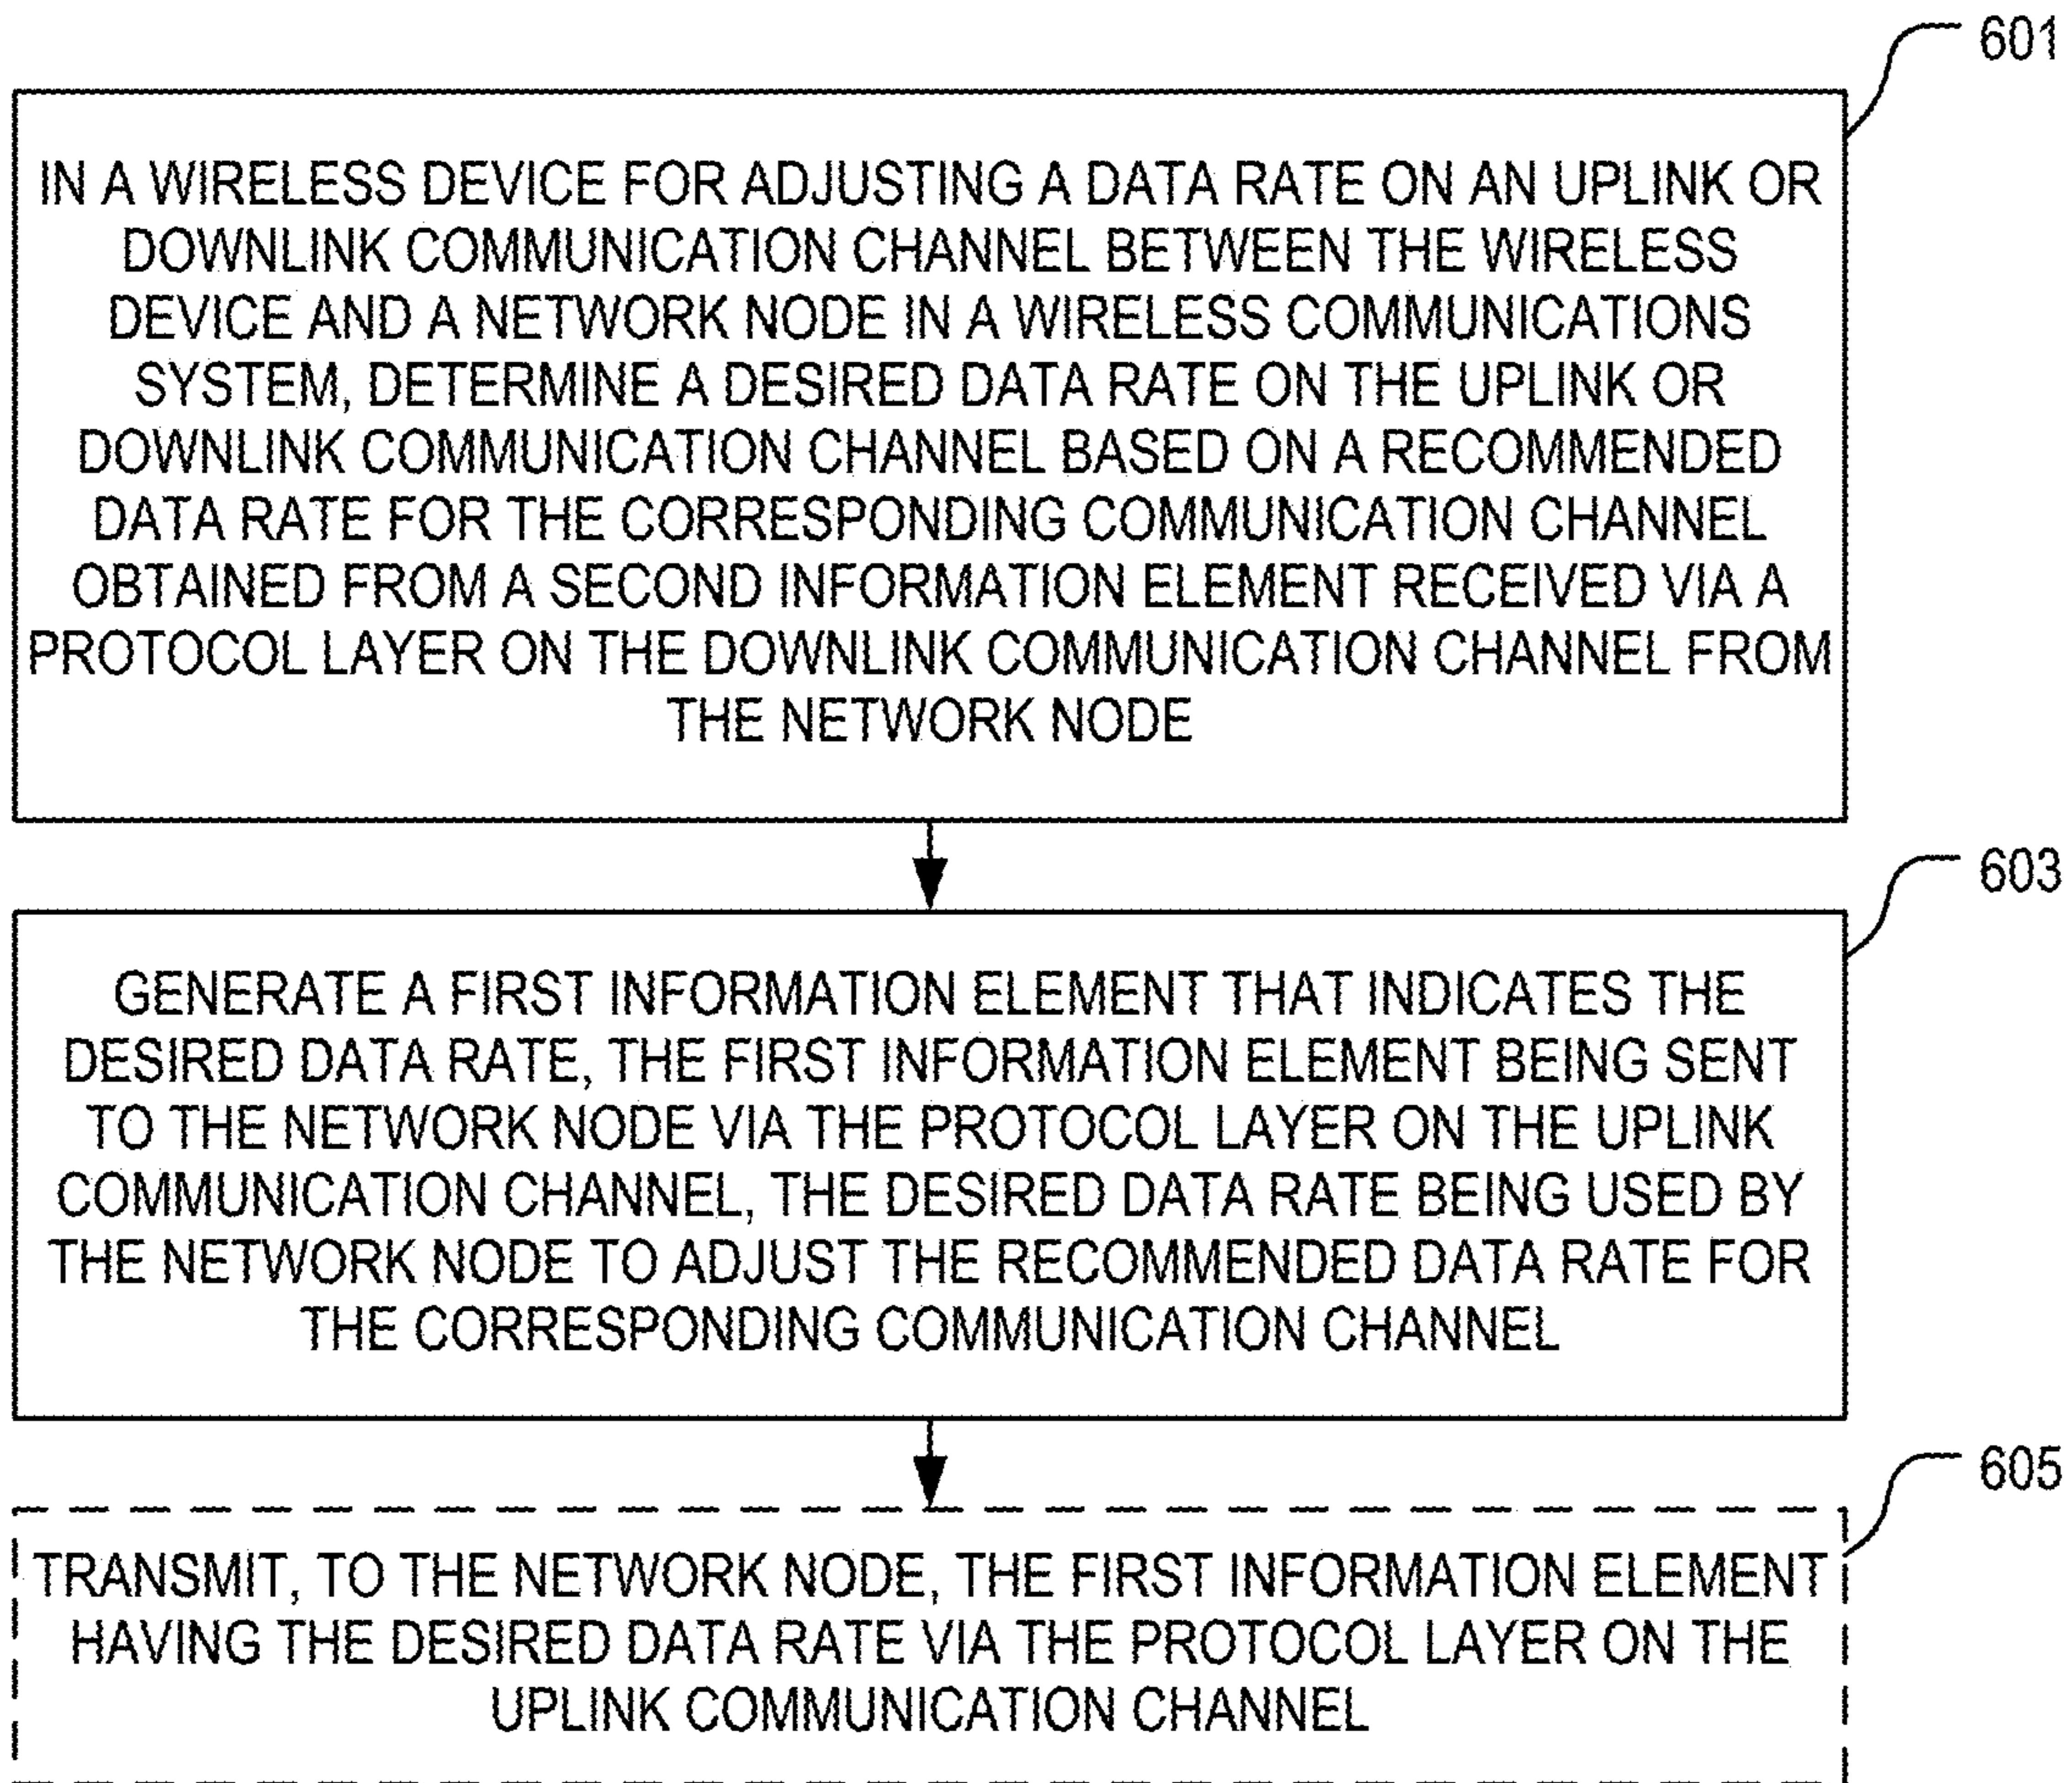 601
IN A WIRELESS DEVICE FOR ADJUSTING A DATA RATE ON AN UPLINK OR
DOWNLINK COMMUNICATION CHANNEL BETWEEN THE WIRELESS
DEVICE AND A NETWORK NODE IN A WIRELESS COMMUNICATIONS
SYSTEM, DETERMINE A DESIRED DATA RATE ON THE UPLINK OR
DOWNLINK COMMUNICATION CHANNEL BASED ON A RECOMMENDED
DATA RATE FOR THE CORRESPONDING COMMUNICATION CHANNEL
OBTAINED FROM A SECOND INFORMATION ELEMENT RECEIVED VIA A
PROTOCOL LAYER ON THE DOWNLINK COMMUNICATION CHANNEL FROM
THE NETWORK NODE
603
GENERATE A FIRST INFORMATION ELEMENT THAT INDICATES THE
DESIRED DATA RATE, THE FIRST INFORMATION ELEMENT BEING SENT
TO THE NETWORK NODE VIA THE PROTOCOL LAYER ON THE UPLINK
COMMUNICATION CHANNEL, THE DESIRED DATA RATE BEING USED BY
THE NETWORK NODE TO ADJUST THE RECOMMENDED DATA RATE FOR
THE CORRESPONDING COMMUNICATION CHANNEL
605
TRANSMIT, TO THE NETWORK NODE, THE FIRST INFORMATION ELEMENT
HAVING THE DESIRED DATA RATE VIA THE PROTOCOL LAYER ON THE
UPLINK COMMUNICATION CHANNEL